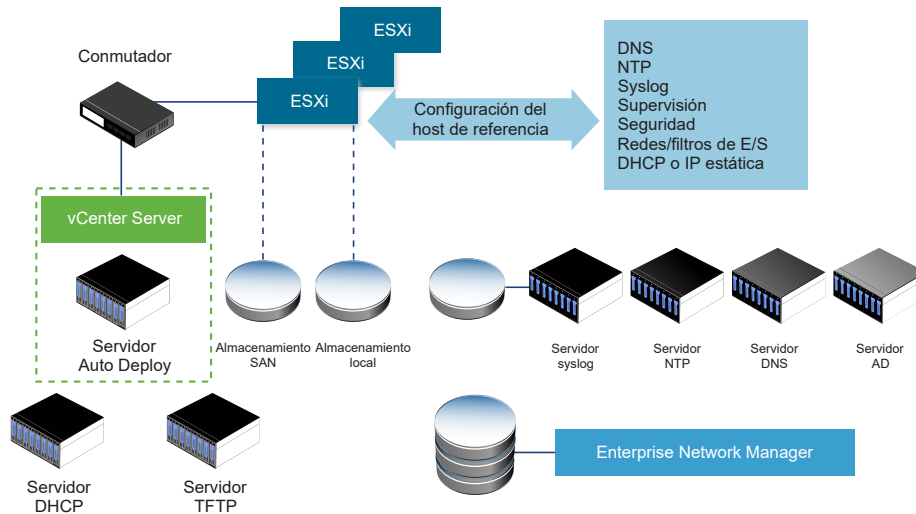 ESXi
ESXi
ESXi
Conmutador
Configuración del
host de referencia
DNS
NTP
Syslog
Supervisión
Seguridad
Redes/filtros de E/S
DHCP o IP estática
vCenter Server
Servidor
Auto Deploy
Almacenamiento
SAN
Almacenamiento
local
Servidor
syslog
Servidor
NTP
Servidor
DNS
Servidor
AD
Servidor
DHCP
Servidor
TFTP
Enterprise Network Manager